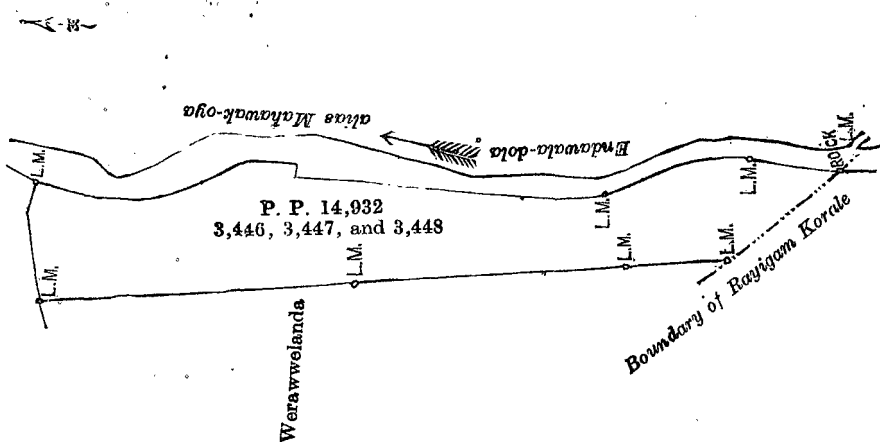 N
alias Mahawak-oya
Endawala-dola
L.M.
L.M.
L.M.
L.M.
L.M.
L.M.
L.M.
L.M.
ROCK
P. P. 14,932
3,446, 3,447, and 3,448
Werawwelanda
Boundary of Rayigam Korale